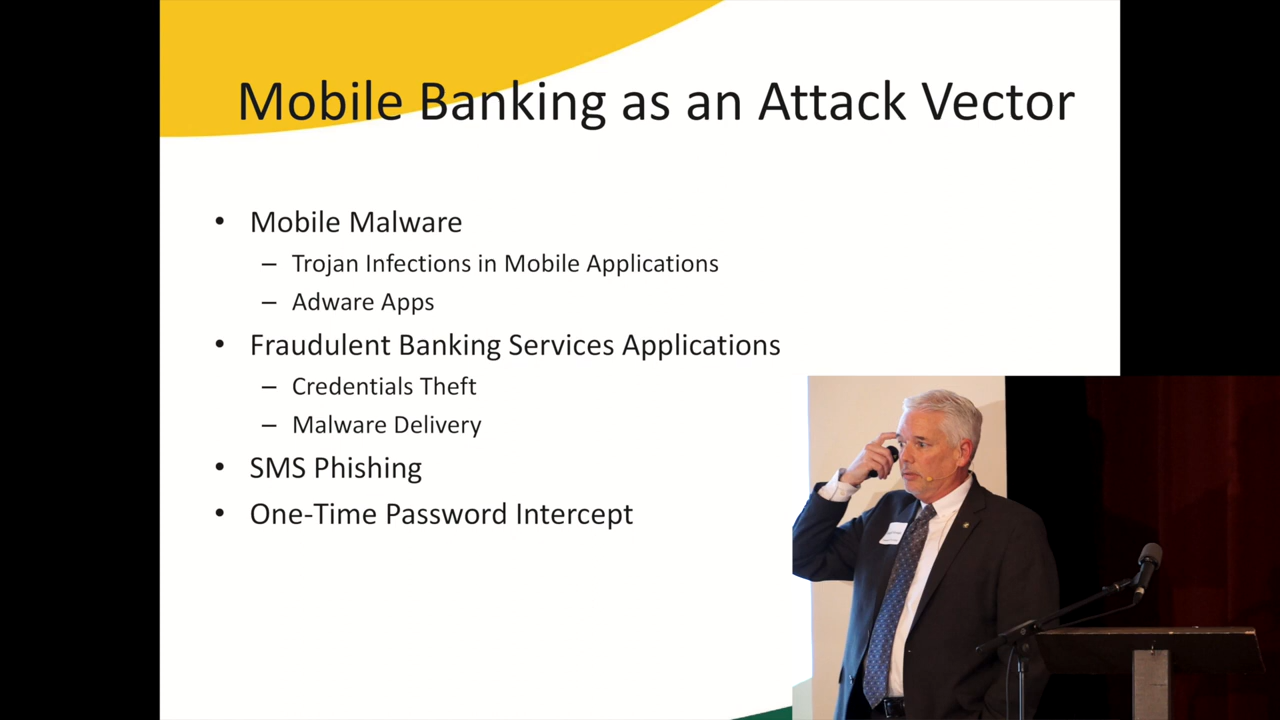 Mobile Banking as an Attack Vector
• Mobile Malware
– Trojan Infections in Mobile Applications
– Adware Apps
• Fraudulent Banking Services Applications
– Credentials Theft
– Malware Delivery
• SMS Phishing
• One-Time Password Intercept